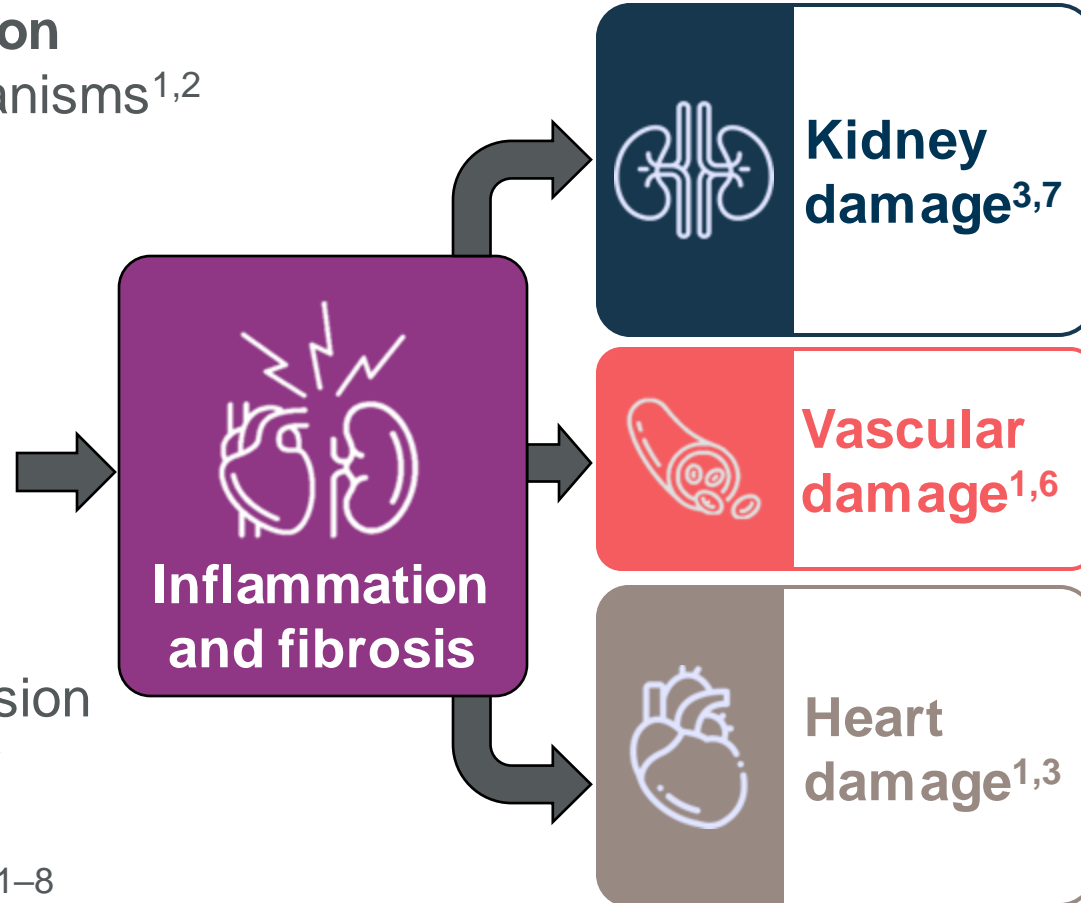 on
anisms1,2
Kidney
damage3,7
Vascular
damage1,6
Inflammation
and fibrosis
sion
Heart
damage1,3
1–8